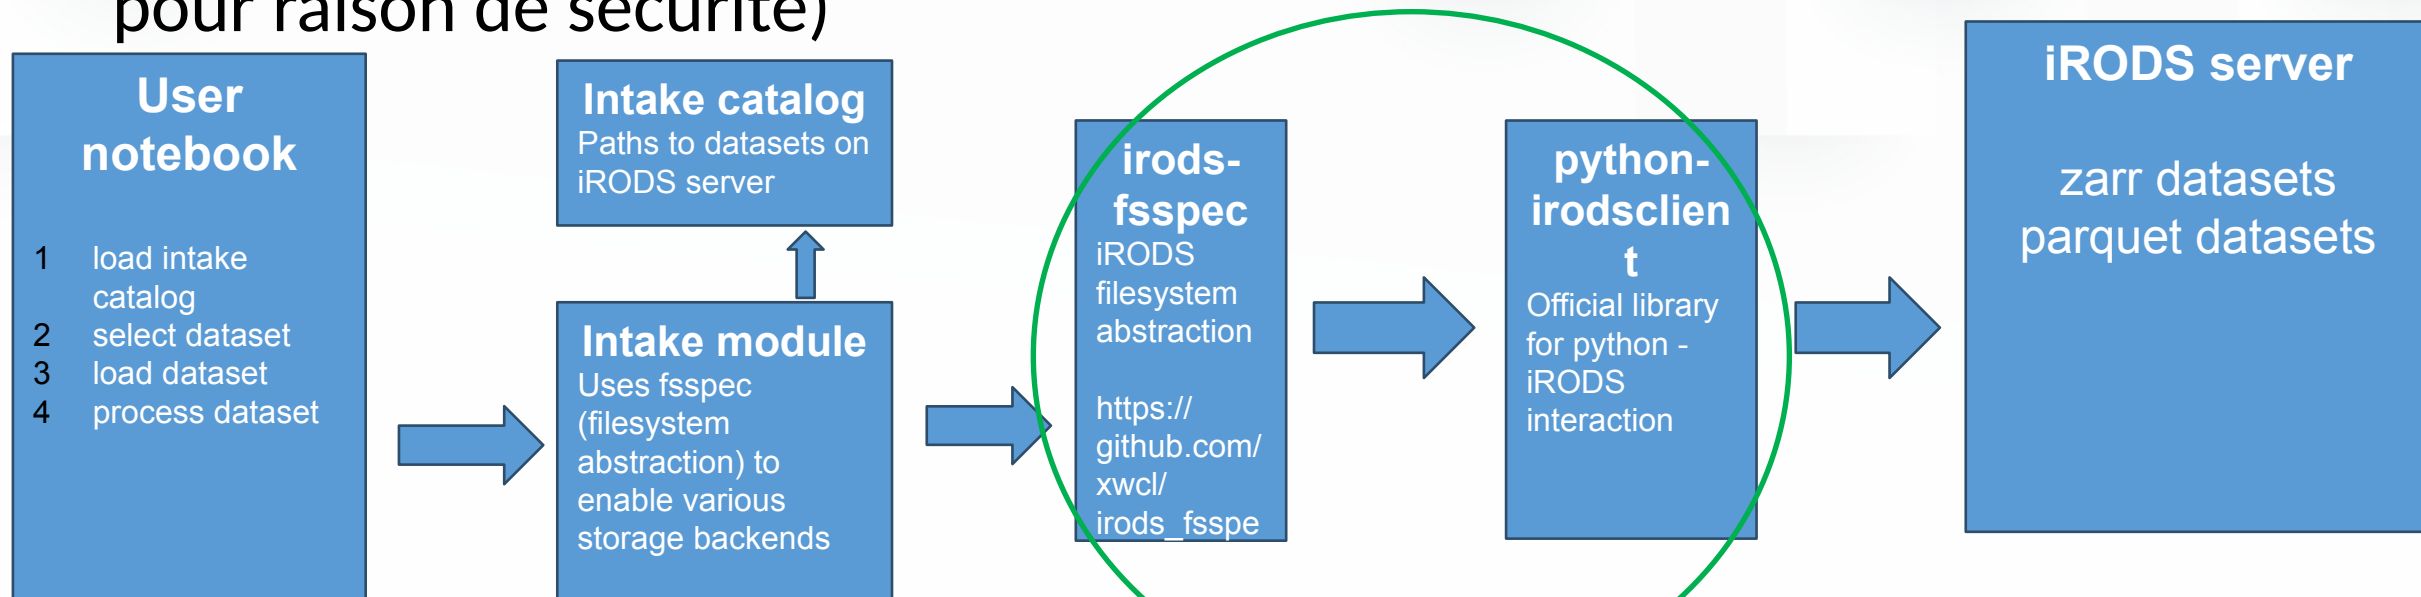 pour raison de sécurité)
User
notebook
1 load intake
catalog
2 select dataset
3 load dataset
4 process dataset
Intake catalog
Paths to datasets on
iRODS server
Intake module
Uses fsspec
(filesystem
abstraction) to
enable various
storage backends
irods-
fsspec
iRODS
filesystem
abstraction
https://
github.com/
xwcl/
irods_fsspe
python-
irodsclien
t
Official library
for python -
iRODS
interaction
iRODS server
zarr datasets
parquet datasets